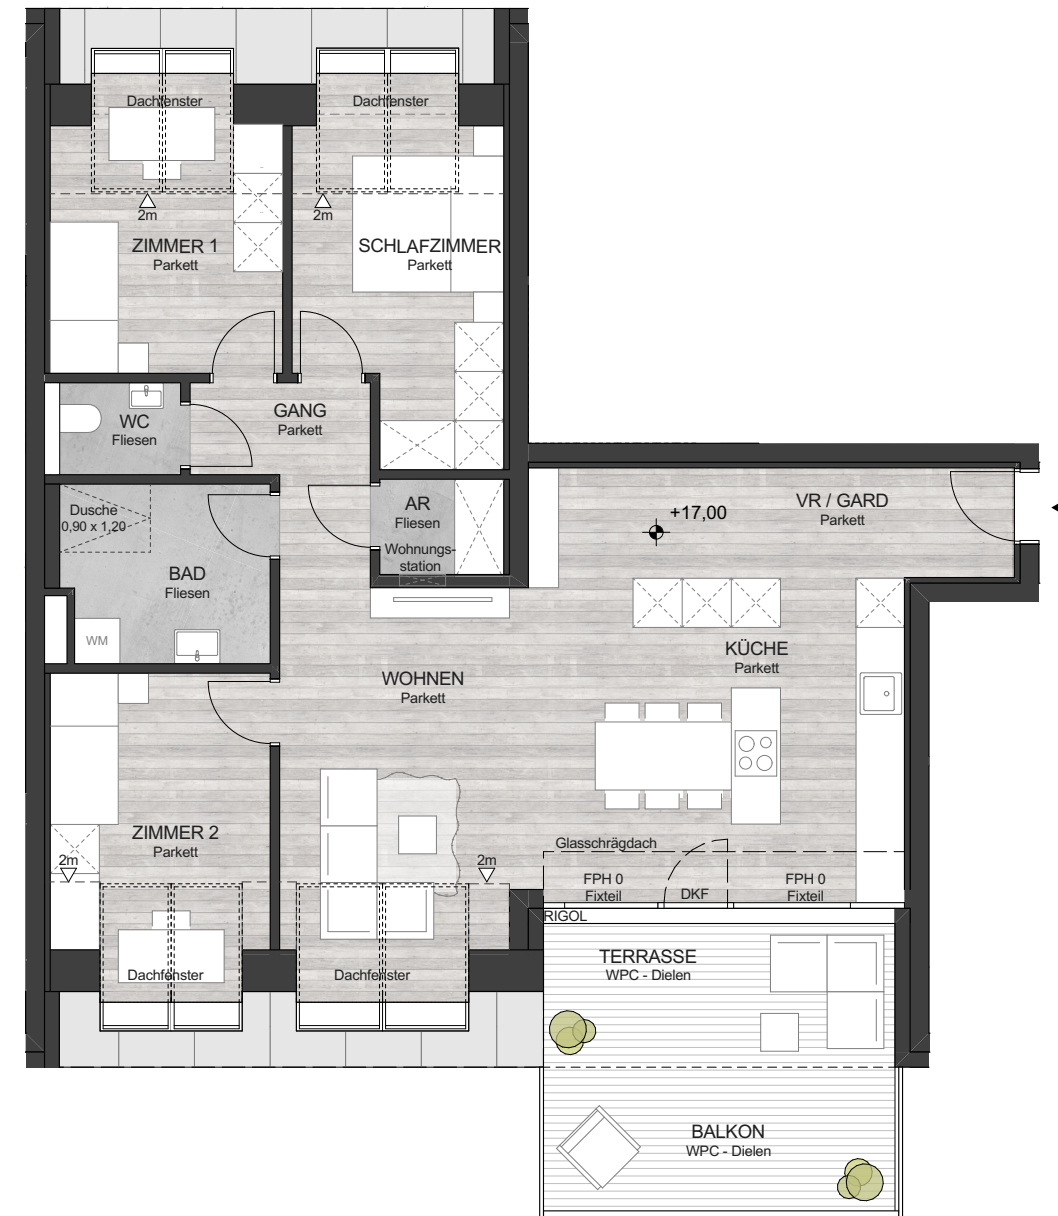 Dachfenster
Dachfenster
2m
2m
ZIMMER 1
Parkett
SCHLAFZIMMER
Parkett
WC
Fliesen
GANG
Parkett
Dusche
0,90 x 1,20
AR
Fliesen
Wohnungs-
station
+17,00
VR / GARD
Parkett
BAD
Fliesen
WM
WOHNEN
Parkett
KÜCHE
Parkett
ZIMMER 2
Parkett
2m
2m
Glasschrägdach
FPH 0
Fixteil
DKF
FPH 0
Fixteil
RIGOL
TERRASSE
WPC - Dielen
Dachfenster
Dachfenster
BALKON
WPC - Dielen